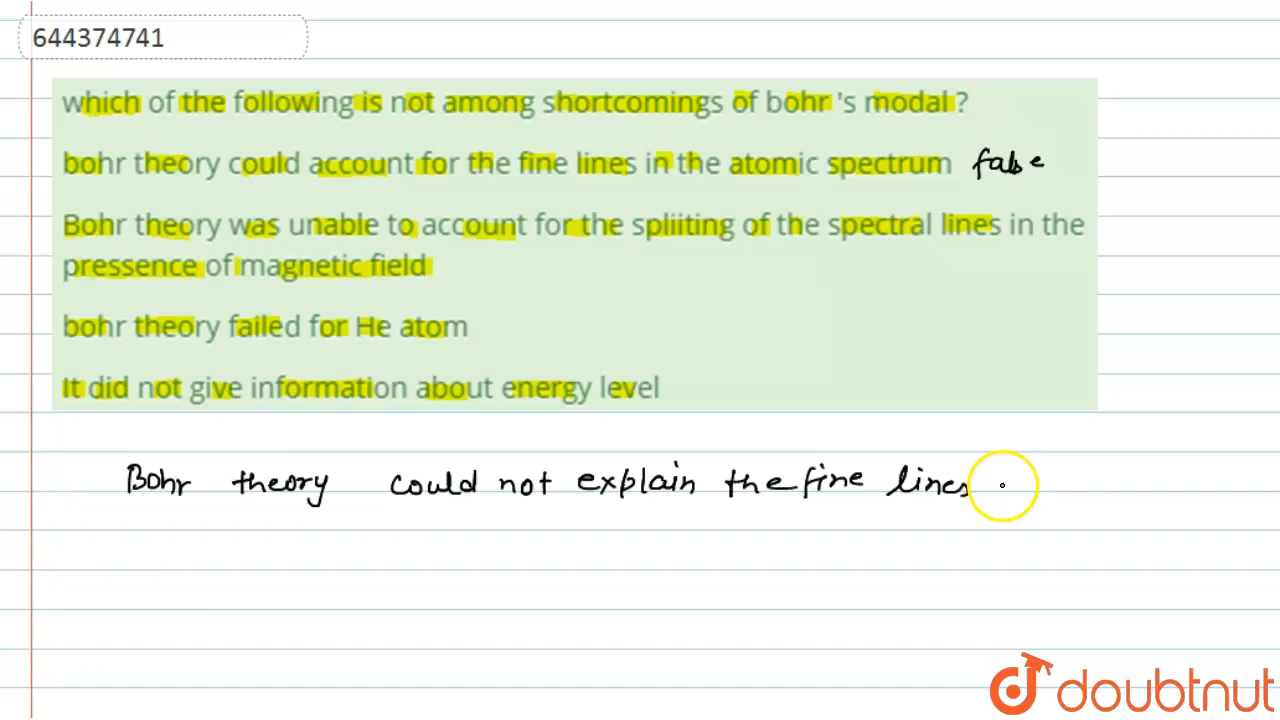 644374741
which of the following is not among shortcomings of bohr 's modal ?
bohr theory could account for the fine lines in the atomic spectrum false
Bohr theory was unable to account for the spliiting of the spectral lines in the
pressence of magnetic field
bohr theory failed for He atom
It did not give information about energy level
Bohr theory could not explain the fine lines
doubtnut